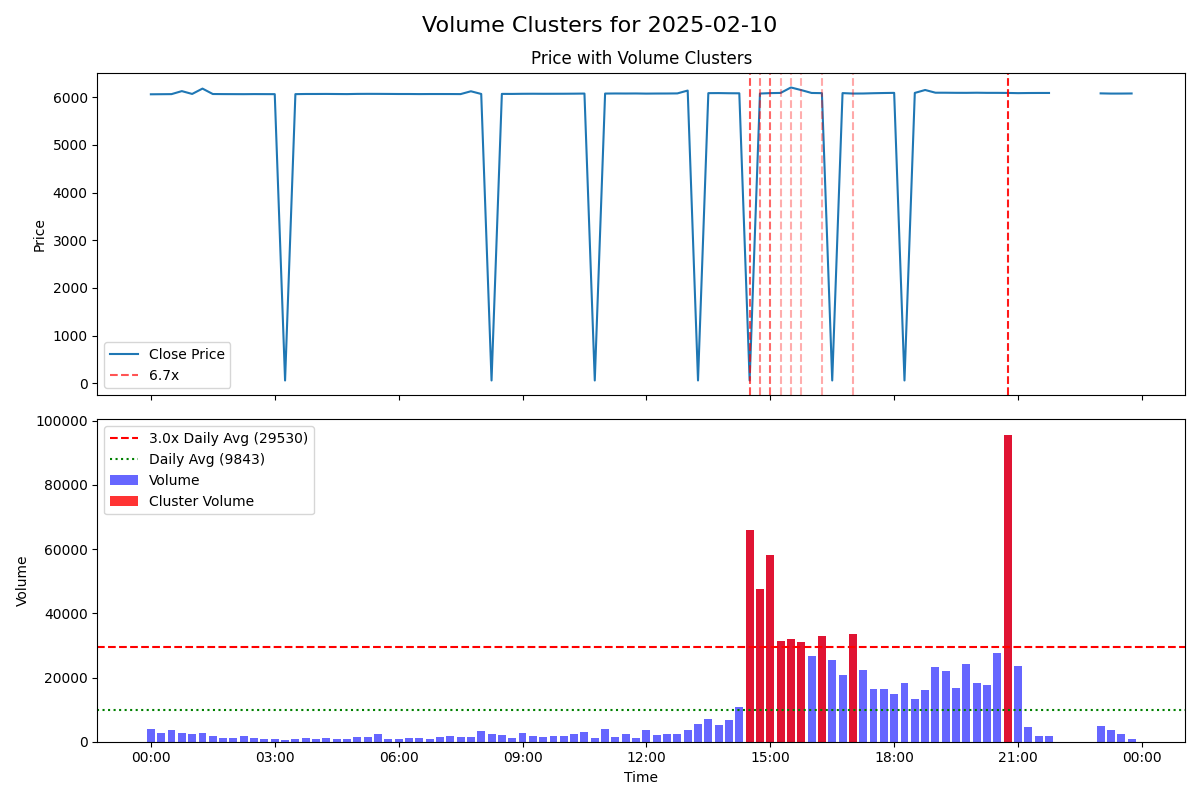 Volume Clusters for 2025-02-10
Price with Volume Clusters
6000
5000
4000
3000
2000
1000
0
Price
Close Price
6.7x
100000
80000
60000
40000
20000
0
Volume
3.0x Daily Avg (29530)
Daily Avg (9843)
Volume
Cluster Volume
00:00 03:00 06:00 09:00 12:00 15:00 18:00 21:00 00:00
Time